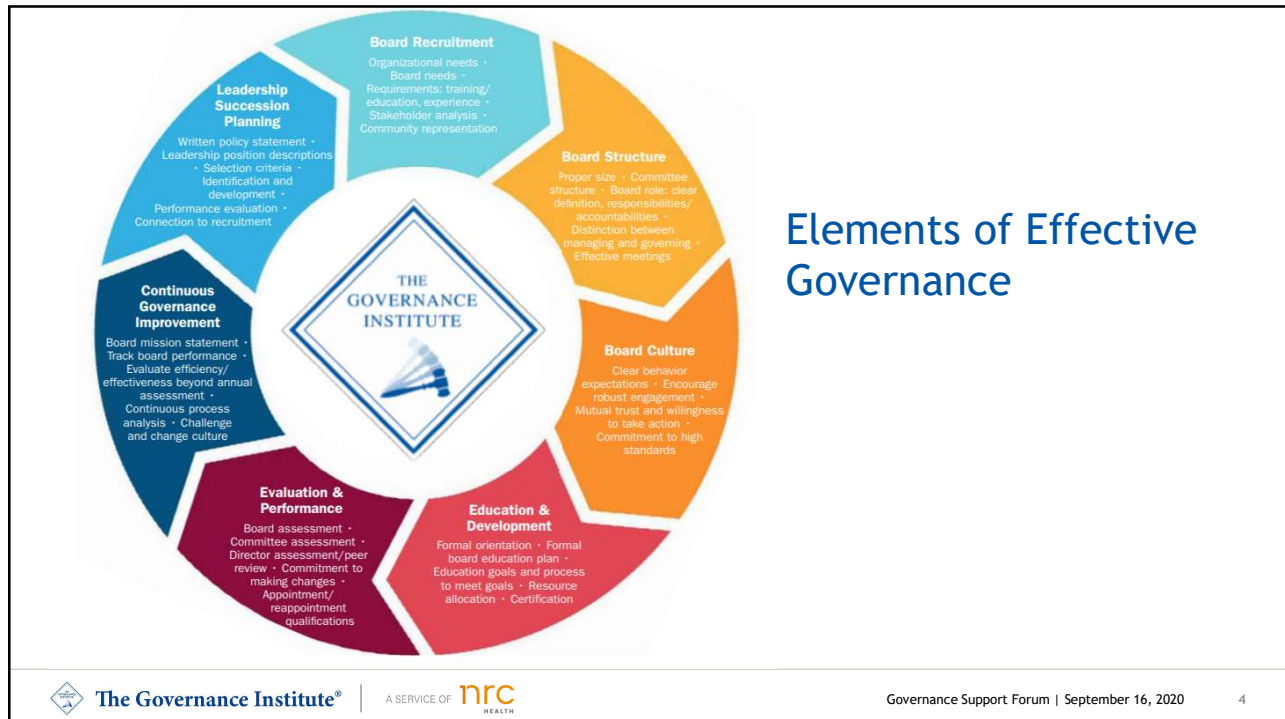 Board Recruitment
Organizational needs ·
Board needs ·
Requirements: training/
education, experience ·
Stakeholder analysis ·
Community representation
Board Structure
Proper size · Committee
structure · Board role: clear
definition, responsibilities/
accountabilities ·
Distinction between
managing and governing ·
Effective meetings
Board Culture
Clear behavior
expectations · Encourage
robust engagement ·
Mutual trust and willingness
to take action ·
Commitment to high
standards
Education &
Development
Formal orientation · Formal
board education plan ·
Education goals and process
to meet goals · Resource
allocation · Certification
Evaluation &
Performance
Board assessment ·
Committee assessment ·
Director assessment/peer
review · Commitment to
making changes ·
Appointment/
reappointment
qualifications
Continuous
Governance
Improvement
Board mission statement ·
Track board performance ·
Evaluate efficiency/
effectiveness beyond annual
assessment ·
Continuous process
analysis · Challenge
and change culture
Leadership
Succession
Planning
Written policy statement ·
Leadership position descriptions
· Selection criteria ·
Identification and
development ·
Performance evaluation ·
Connection to recruitment
THE
GOVERNANCE
INSTITUTE
Elements of Effective
Governance
The Governance Institute®
A SERVICE OF nrc
HEALTH
Governance Support Forum | September 16, 2020 4